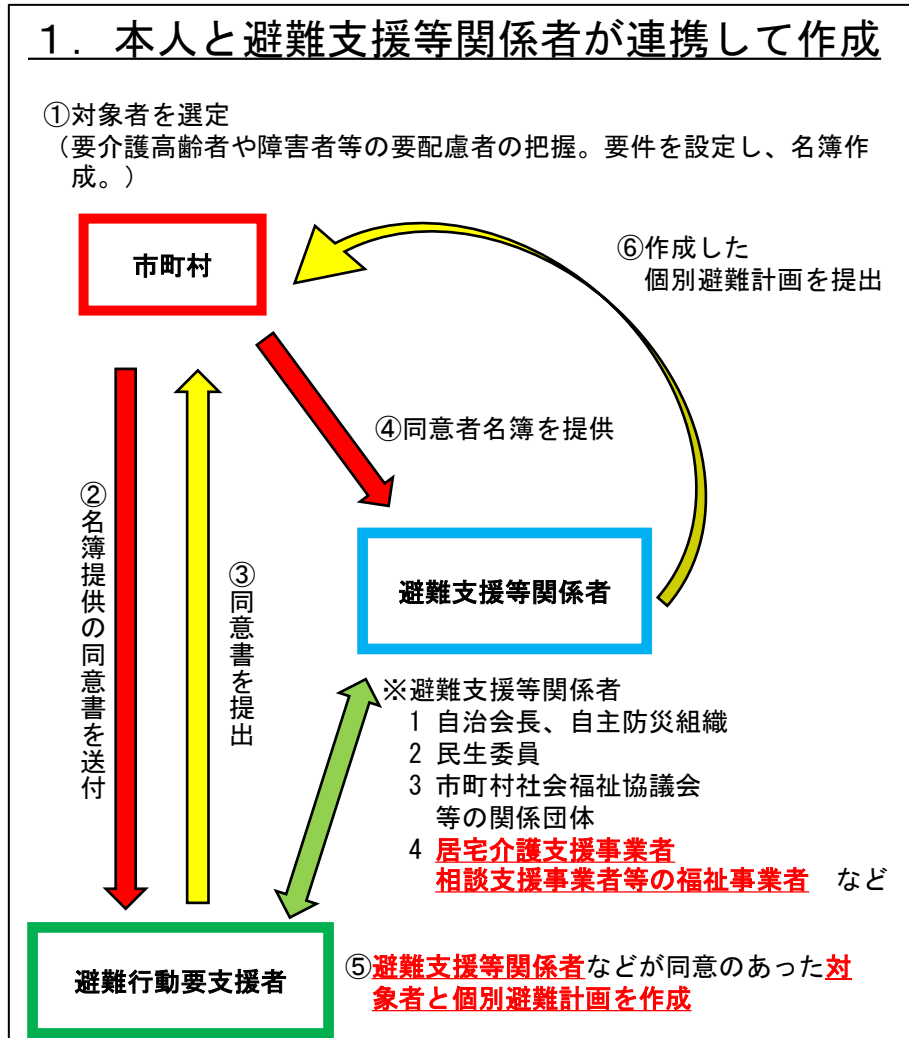 １．本人と避難支援等関係者が連携して作成
①対象者を選定
（要介護高齢者や障害者等の要配慮者の把握。要件を設定し、名簿作
成。）
市町村
⑥作成した
個別避難計画を提出
④同意者名簿を提供
②名簿提供の同意書を送付
③同意書を提出
避難支援等関係者
※避難支援等関係者
1 自治会長、自主防災組織
2 民生委員
3 市町村社会福祉協議会
等の関係団体
4 居宅介護支援事業者
相談支援事業者等の福祉事業者　など
避難行動要支援者
⑤避難支援等関係者などが同意のあった対
象者と個別避難計画を作成